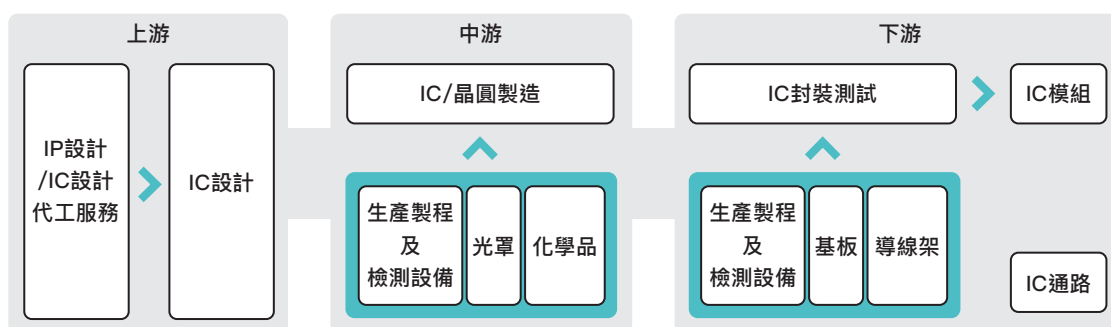 上游
IP設計
/IC設計
代工服務
IC設計
中游
IC/晶圓製造
生產製程
及
檢測設備
光罩
化學品
下游
IC封裝測試
IC模組
生產製程
及
檢測設備
基板
導線架
IC通路